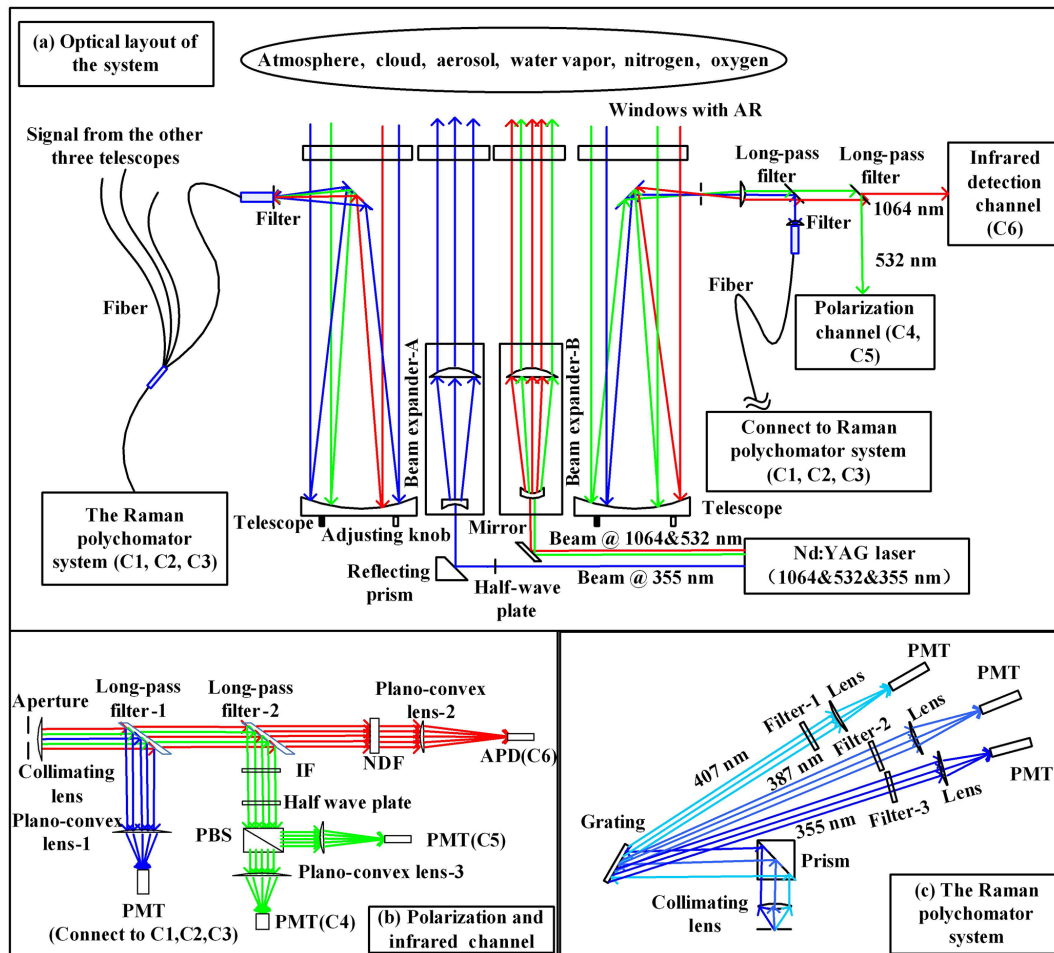 (a) Optical layout of
the system
Atmosphere, cloud, aerosol, water vapor, nitrogen, oxygen
Signal from the other
three telescopes
Windows with AR
Long-pass
filter
Long-pass
filter
Infrared
detection
channel
(C6)
Filter
1064 nm
Filter
532 nm
Fiber
Fiber
Polarization
channel (C4,
C5)
Beam expander-A
Beam expander-B
Connect to Raman
polychomator system
(C1, C2, C3)
The Raman
polychomator
system (C1, C2, C3)
Telescope
Adjusting knob
Mirror
Telescope
Beam @ 1064&532 nm
Reflecting
prism
Half-wave
plate
Beam @ 355 nm
Nd:YAG laser
（1064&532&355 nm）
Aperture
Long-pass
filter-1
Long-pass
filter-2
Plano-convex
lens-2
Collimating
lens
NDF
APD(C6)
IF
Half wave plate
Plano-convex
lens-1
PBS
PMT(C5)
Plano-convex lens-3
PMT
(Connect to C1,C2,C3)
PMT(C4)
(b) Polarization and
infrared channel
PMT
PMT
PMT
Filter-1
Lens
Filter-2
Lens
407 nm
387 nm
355 nm
Filter-3
Lens
Grating
Prism
Collimating
lens
(c) The Raman
polychomator
system